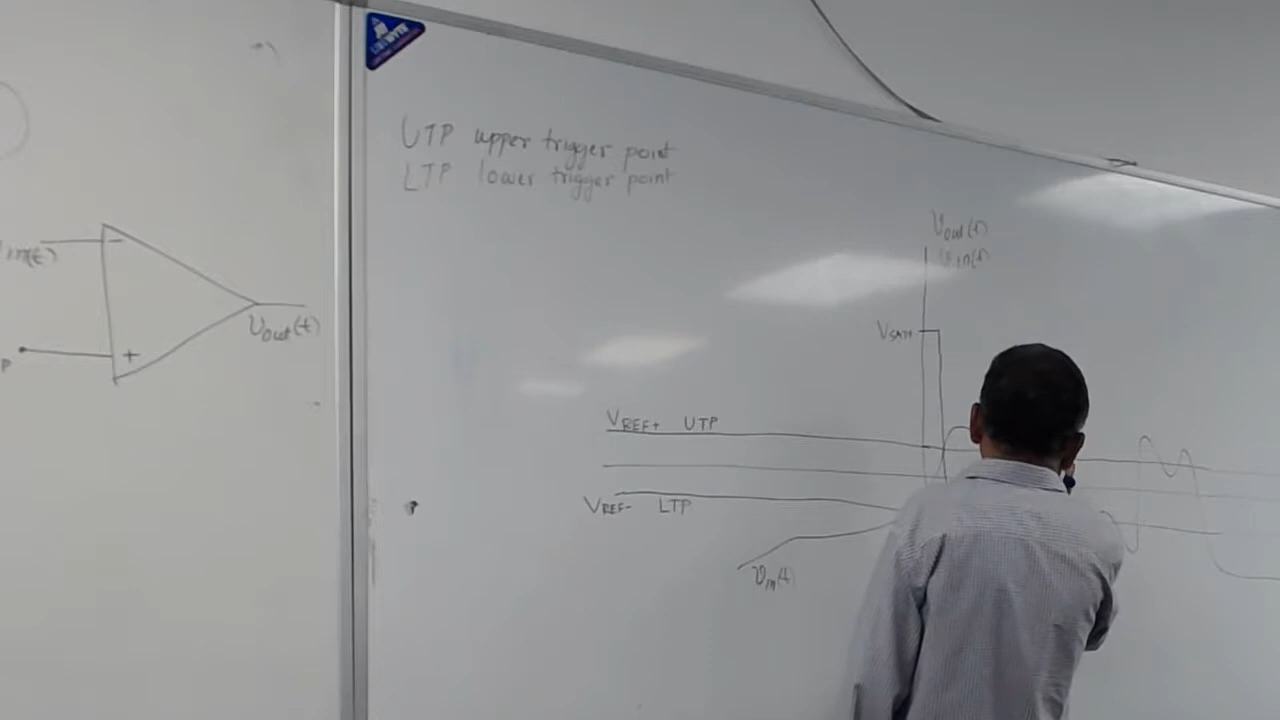 UTP upper trigger point
LTP lower trigger point
Vout(t)
Vin(t)
VSAT+
VREF+ UTP
VREF- LTP
Vin(t)
Vin(t)
-
+
Vout(t)